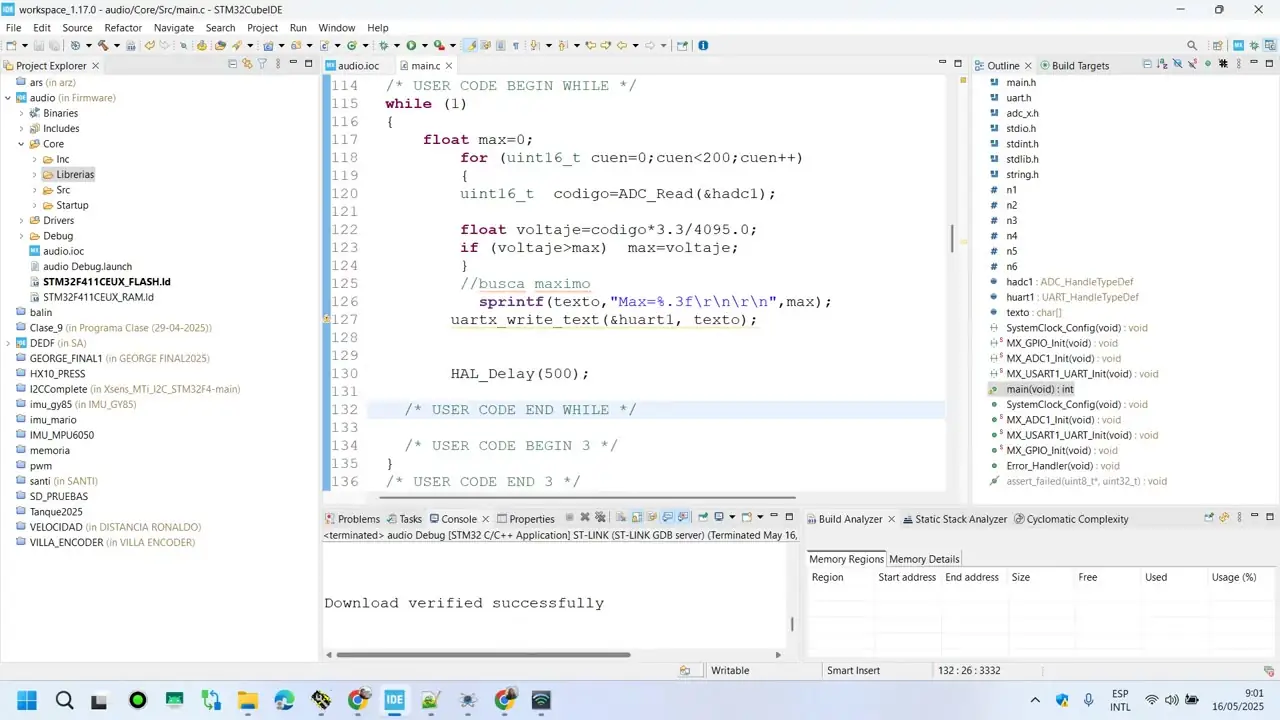 workspace_1.17.0 - audio/Core/Src/main.c - STM32CubeIDE
File Edit Source Refactor Navigate Search Project Run Window Help
Project Explorer
ars (in arz)
audio (in Firmware)
Binaries
Includes
Core
Inc
Librerias
Src
Startup
Drivers
Debug
audio.ioc
audio Debug.launch
STM32F411CEUX_FLASH.ld
STM32F411CEUX_RAM.ld
balin
Clase_9 (in Programa Clase (29-04-2025))
DEDF (in SA)
GEORGE_FINAL1 (in GEORGE FINAL2025)
HX10_PRESS
I2CComplete (in Xsens_MTi_I2C_STM32F4-main)
imu_gy85 (in IMU_GY85)
imu_mario
IMU_MPU6050
memoria
pwm
santi (in SANTI)
SD_PRUEBAS
Tanque2025
VELOCIDAD (in DISTANCIA RONALDO)
VILLA_ENCODER (in VILLA ENCODER)
audio.ioc main.c
114 /* USER CODE BEGIN WHILE */
115 while (1)
116 {
117 float max=0;
118 for (uint16_t cuen=0;cuen<200;cuen++)
119 {
120 uint16_t codigo=ADC_Read(&hadc1);
121
122 float voltaje=codigo*3.3/4095.0;
123 if (voltaje>max) max=voltaje;
124 }
125 //busca maximo
126 sprintf(texto,"Max=%.3f\r\n\r\n",max);
127 uartx_write_text(&huart1, texto);
128
129
130 HAL_Delay(500);
131
132 /* USER CODE END WHILE */
133
134 /* USER CODE BEGIN 3 */
135 }
136 /* USER CODE END 3 */
Outline Build Targets
main.h
uart.h
adc_x.h
stdio.h
stdint.h
stdlib.h
string.h
n1
n2
n3
n4
n5
n6
hadc1 : ADC_HandleTypeDef
huart1 : UART_HandleTypeDef
texto : char[]
SystemClock_Config(void) : void
MX_GPIO_Init(void) : void
MX_ADC1_Init(void) : void
MX_USART1_UART_Init(void) : void
main(void) : int
SystemClock_Config(void) : void
MX_ADC1_Init(void) : void
MX_USART1_UART_Init(void) : void
MX_GPIO_Init(void) : void
Error_Handler(void) : void
assert_failed(uint8_t*, uint32_t) : void
Problems Tasks Console Properties
<terminated> audio Debug [STM32 C/C++ Application] ST-LINK (ST-LINK GDB server) (Terminated May 16,
Download verified successfully
Build Analyzer Static Stack Analyzer Cyclomatic Complexity
Memory Regions Memory Details
Region Start address End address Size Free Used Usage (%)
Writable Smart Insert 132 : 26 : 3332
IDE
ESP
INTL
9:01
16/05/2025